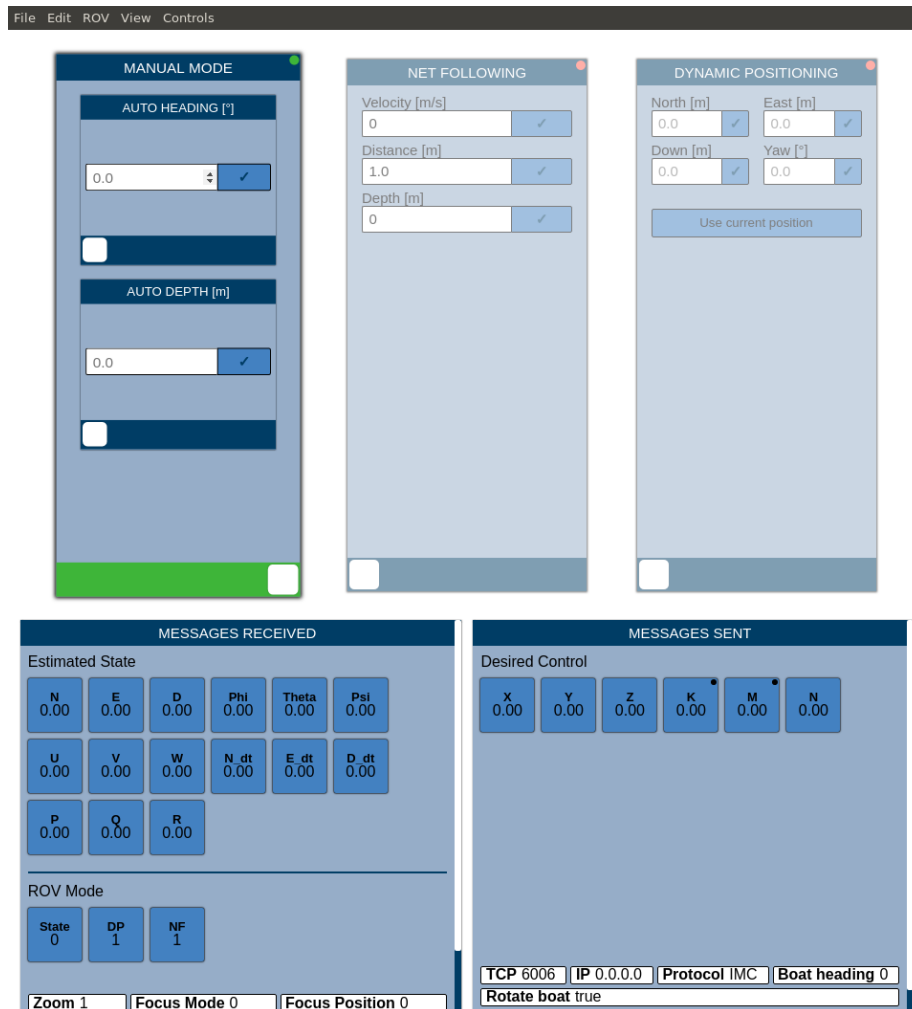 File Edit ROV View Controls
MANUAL MODE
AUTO HEADING [°]
0.0 ✓
AUTO DEPTH [m]
0.0 ✓
NET FOLLOWING
Velocity [m/s]
0 ✓
Distance [m]
1.0 ✓
Depth [m]
0 ✓
DYNAMIC POSITIONING
North [m] East [m]
0.0 ✓ 0.0 ✓
Down [m] Yaw [°]
0.0 ✓ 0.0 ✓
Use current position
MESSAGES RECEIVED
Estimated State
N E D Phi Theta Psi
0.00 0.00 0.00 0.00 0.00 0.00
U V W N_dt E_dt D_dt
0.00 0.00 0.00 0.00 0.00 0.00
P Q R
0.00 0.00 0.00
ROV Mode
State DP NF
0 1 1
Zoom 1 Focus Mode 0 Focus Position 0
MESSAGES SENT
Desired Control
X Y Z K M N
0.00 0.00 0.00 0.00 0.00 0.00
TCP 6006 IP 0.0.0.0 Protocol IMC Boat heading 0
Rotate boat true